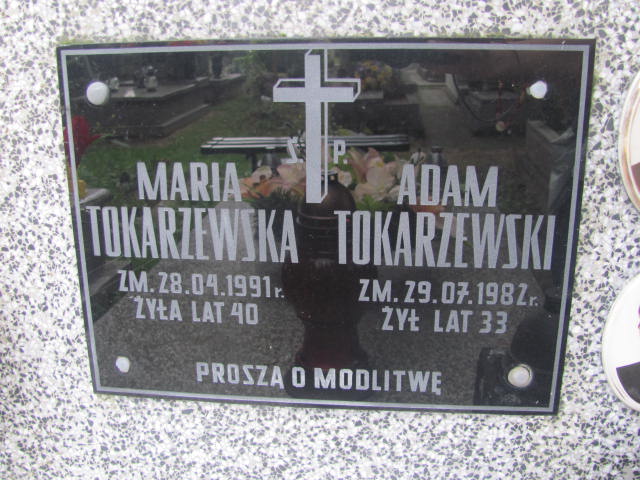 Ś. P.
MARIA
TOKARZEWSKA
ZM. 28.04.1991 r.
ŻYŁA LAT 40
ADAM
TOKARZEWSKI
ZM. 29.07.1982 r.
ŻYŁ LAT 33
PROSZĄ O MODLITWĘ